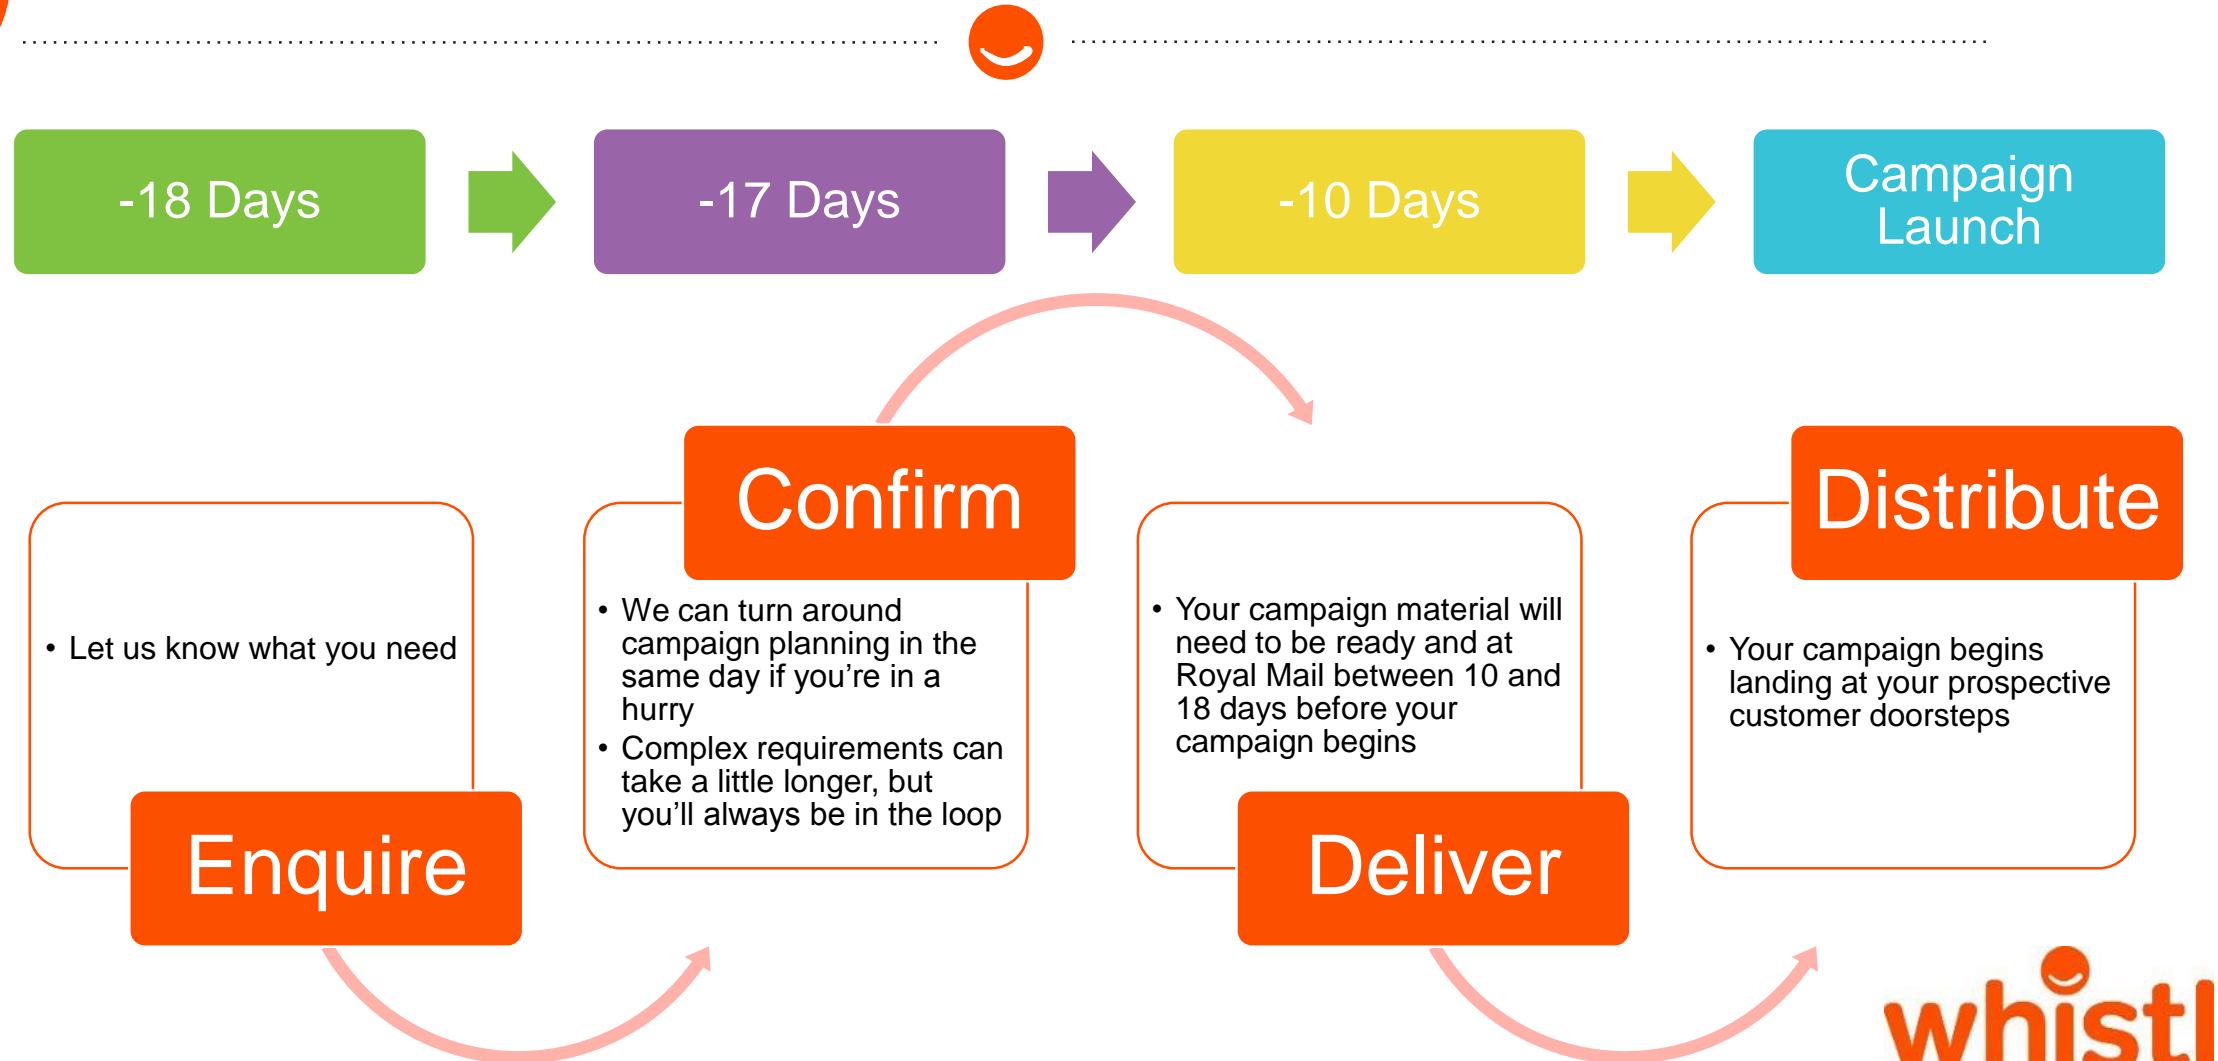 -18 Days
-17 Days
-10 Days
Campaign
Launch
Enquire
• Let us know what you need
Confirm
• We can turn around
campaign planning in the
same day if you’re in a
hurry
• Complex requirements can
take a little longer, but
you’ll always be in the loop
Deliver
• Your campaign material will
need to be ready and at
Royal Mail between 10 and
18 days before your
campaign begins
Distribute
• Your campaign begins
landing at your prospective
customer doorsteps
whistl